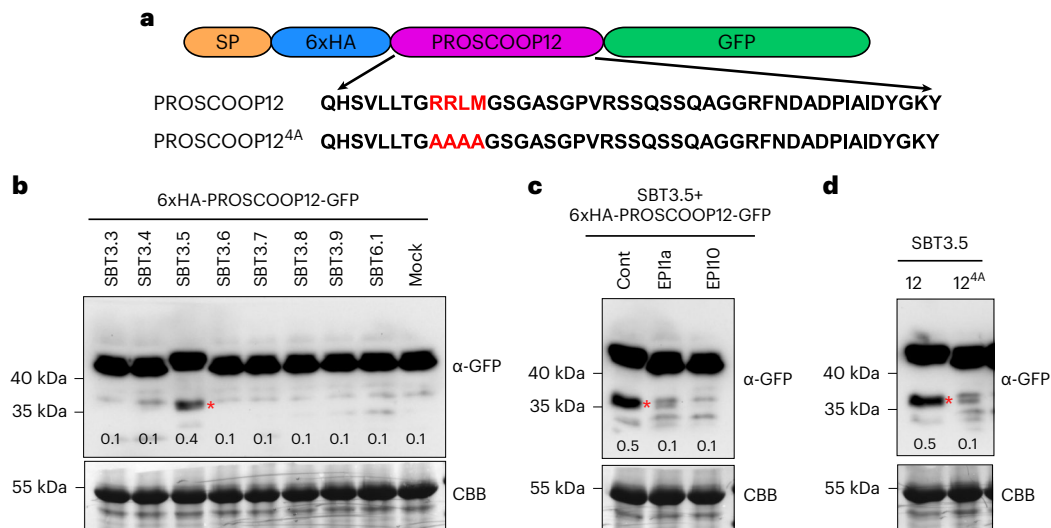 a
SP 6xHA PROSCOOP12 GFP
PROSCOOP12 QHSVLLTGRRLMGSGASGPVRSSQSSQAGGRFNDADPIAIDYGKY
PROSCOOP12^4A QHSVLLTGAAAAGSGASGPVRSSQSSQAGGRFNDADPIAIDYGKY
b
6xHA-PROSCOOP12-GFP
SBT3.3 SBT3.4 SBT3.5 SBT3.6 SBT3.7 SBT3.8 SBT3.9 SBT6.1 Mock
α-GFP
40 kDa
35 kDa *
0.1 0.1 0.4 0.1 0.1 0.1 0.1 0.1 0.1
55 kDa CBB
c
SBT3.5+
6xHA-PROSCOOP12-GFP
Cont EPI1a EPI10
40 kDa α-GFP
35 kDa *
0.5 0.1 0.1
55 kDa CBB
d
SBT3.5
12 12^4A
40 kDa α-GFP
35 kDa *
0.5 0.1
55 kDa CBB